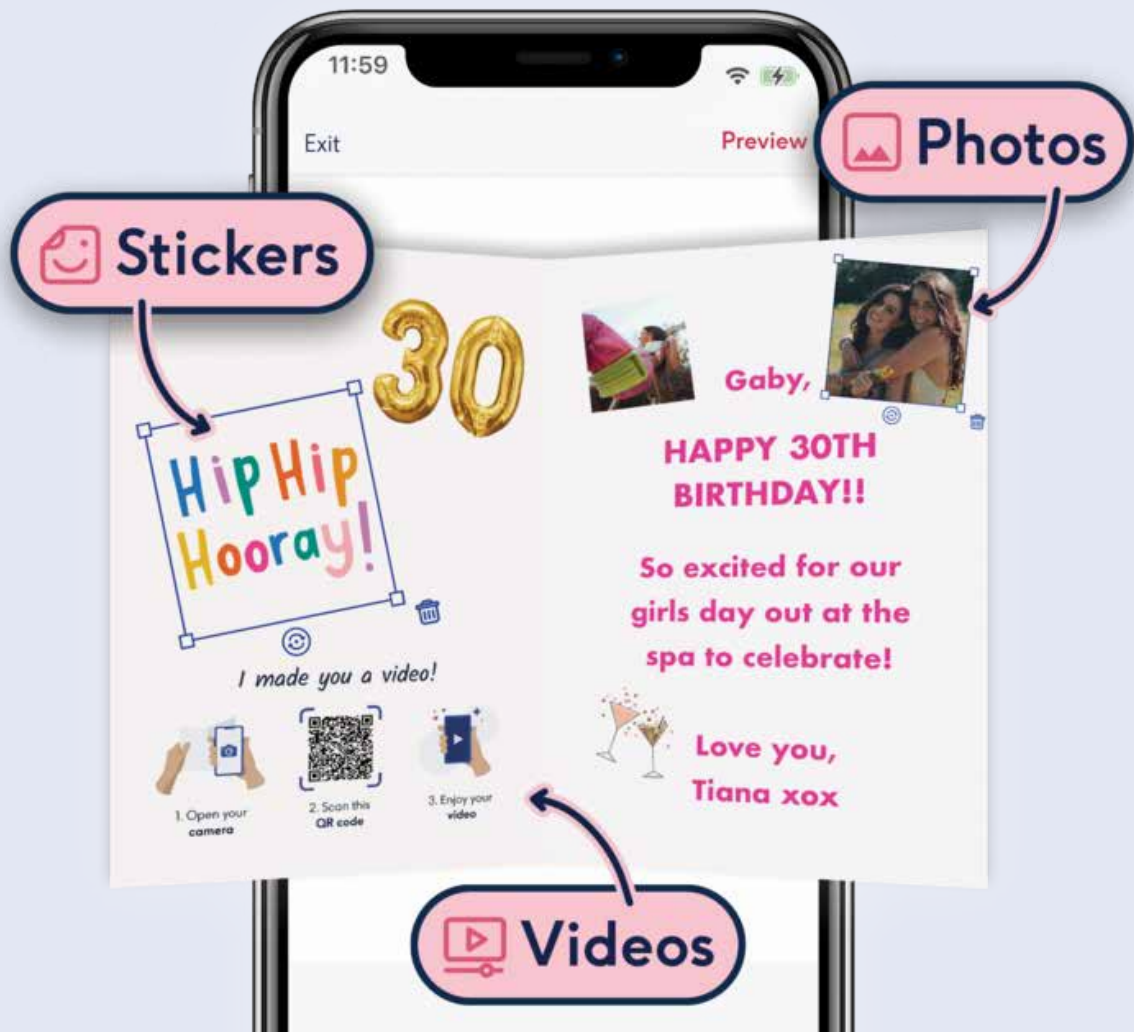 11:59
Exit
Preview
Photos
Stickers
30
Hip Hip
Hooray!
I made you a video!
1. Open your
camera
2. Scan this
QR code
3. Enjoy your
video
Gaby,
HAPPY 30TH
BIRTHDAY!!
So excited for our
girls day out at the
spa to celebrate!
Love you,
Tiana xox
Videos